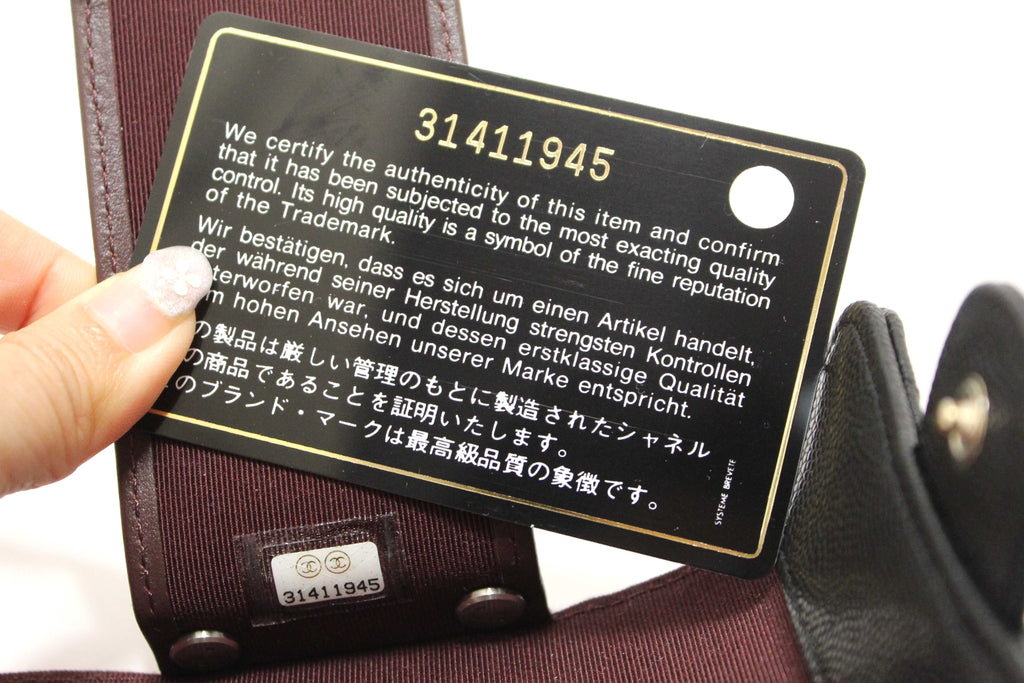 31411945
We certify the authenticity of this item and confirm
that it has been subjected to the most exacting quality
control. Its high quality is a symbol of the fine reputation
of the Trademark.
Wir bestätigen, dass es sich um einen Artikel handelt,
der während seiner Herstellung strengsten Kontrollen
terworfen war, und dessen erstklassige Qualität
m hohen Ansehen unserer Marke entspricht.
の製品は厳しい管理のもとに製造されたシャネル
の商品であることを証明いたします。
のブランド・マークは最高級品質の象徴です。
SYSTEME BREVETE
31411945